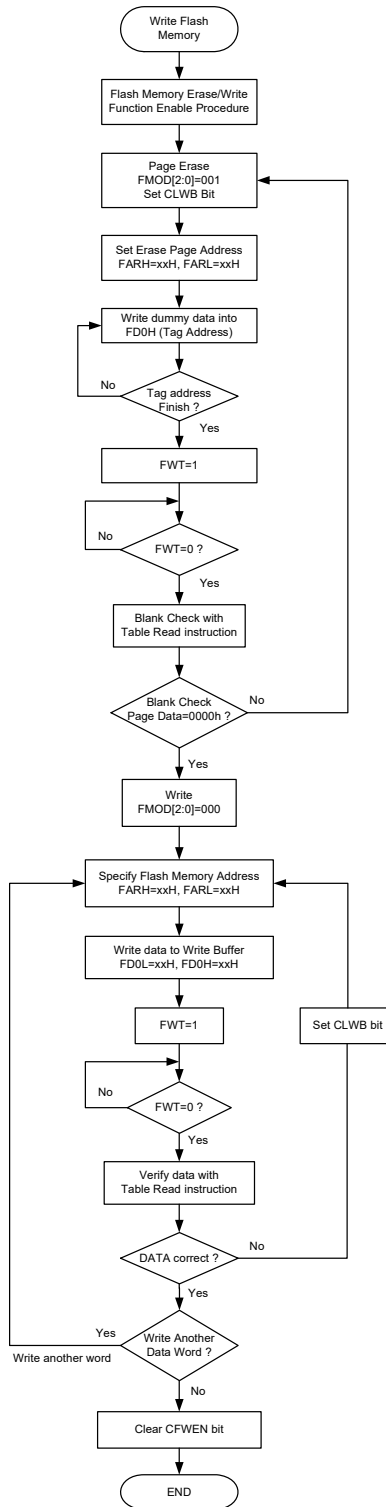 Write Flash
Memory
Flash Memory Erase/Write
Function Enable Procedure
Page Erase
FMOD[2:0]=001
Set CLWB Bit
Set Erase Page Address
FARH=xxH, FARL=xxH
Write dummy data into
FD0H (Tag Address)
No
Tag address
Finish ?
Yes
FWT=1
No
FWT=0 ?
Yes
Blank Check with
Table Read instruction
Blank Check
Page Data=0000h ?
No
Yes
Write
FMOD[2:0]=000
Specify Flash Memory Address
FARH=xxH, FARL=xxH
Write data to Write Buffer
FD0L=xxH, FD0H=xxH
FWT=1
Set CLWB bit
No
FWT=0 ?
Yes
Verify data with
Table Read instruction
DATA correct ?
No
Yes
Yes
Write another word
Write Another
Data Word ?
No
Clear CFWEN bit
END